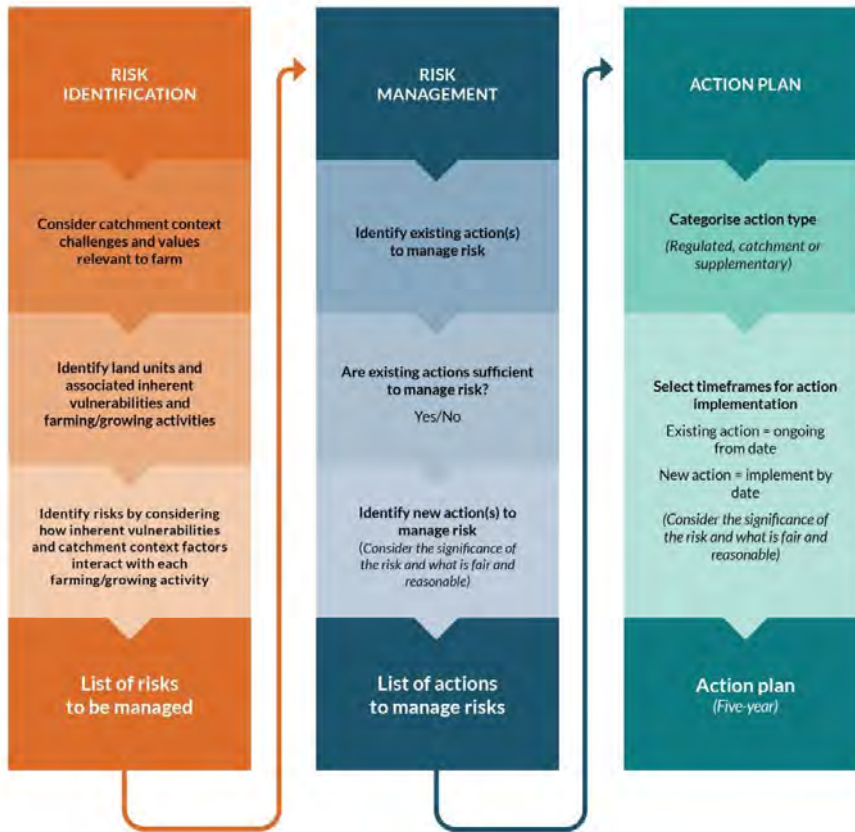 RISK
IDENTIFICATION
Consider catchment context
challenges and values
relevant to farm
Identify land units and
associated inherent
vulnerabilities and
farming/growing activities
Identify risks by considering
how inherent vulnerabilities
and catchment context factors
interact with each
farming/growing activity
List of risks
to be managed
RISK
MANAGEMENT
Identify existing action(s)
to manage risk
Are existing actions sufficient
to manage risk?
Yes/No
Identify new action(s) to
manage risk
(Consider the significance of
the risk and what is fair and
reasonable)
List of actions
to manage risks
ACTION PLAN
Categorise action type
(Regulated, catchment or
supplementary)
Select timeframes for action
implementation
Existing action = ongoing
from date
New action = implement by
date
(Consider the significance of
the risk and what is fair and
reasonable)
Action plan
(Five-year)